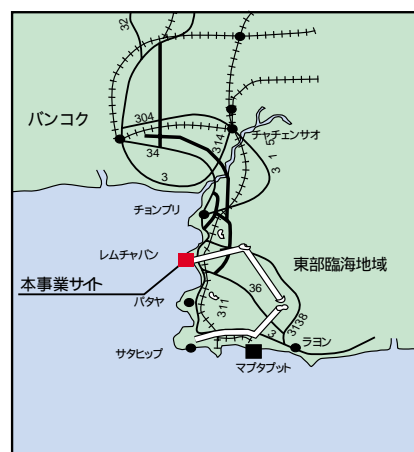 32
バンコク
304
314
チャチェンサオ
34
3 1 5
3
チョンブリ
レムチャバン
東部臨海地域
本事業サイト
36
パタヤ
311
3138
3
サタヒップ
ラヨン
マプタプット